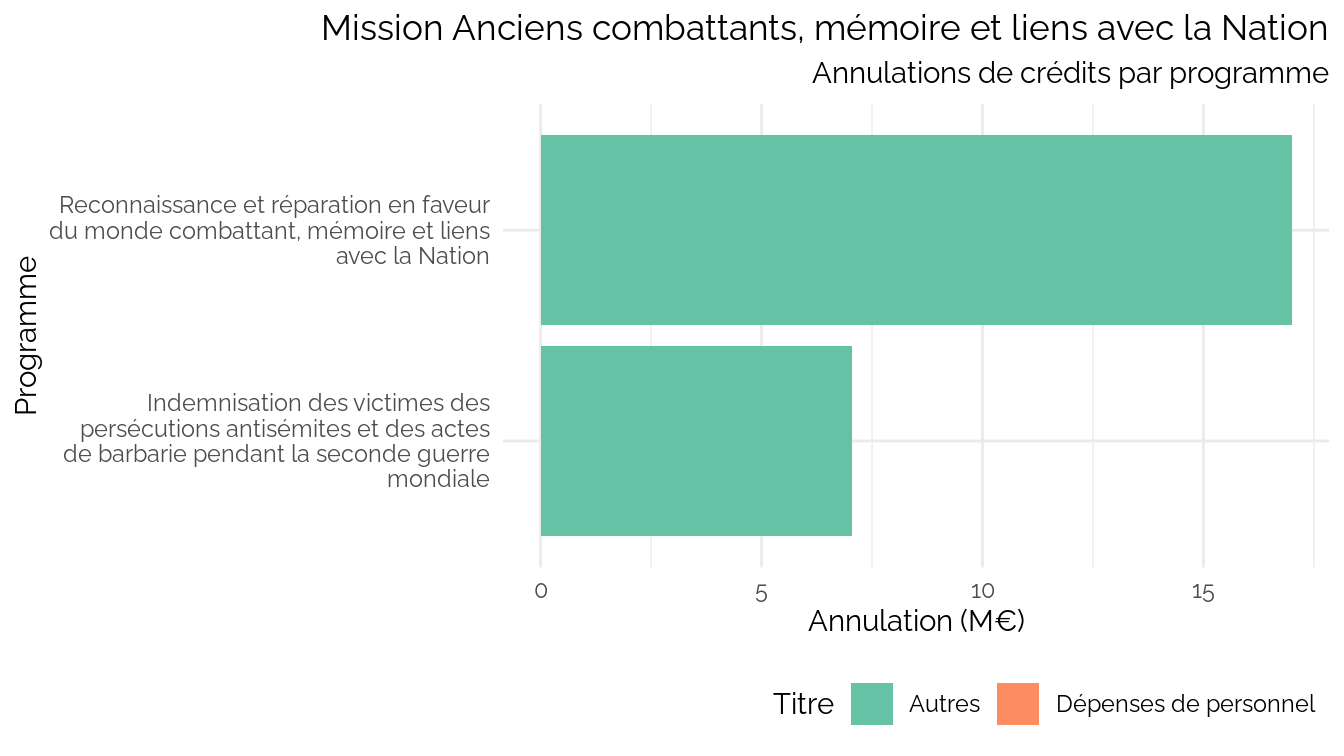 Mission Anciens combattants, mémoire et liens avec la Nation
Annulations de crédits par programme
Programme
Reconnaissance et réparation en faveur
du monde combattant, mémoire et liens
avec la Nation
Indemnisation des victimes des
persécutions antisémites et des actes
de barbarie pendant la seconde guerre
mondiale
0 5 10 15
Annulation (M€)
Titre Autres Dépenses de personnel